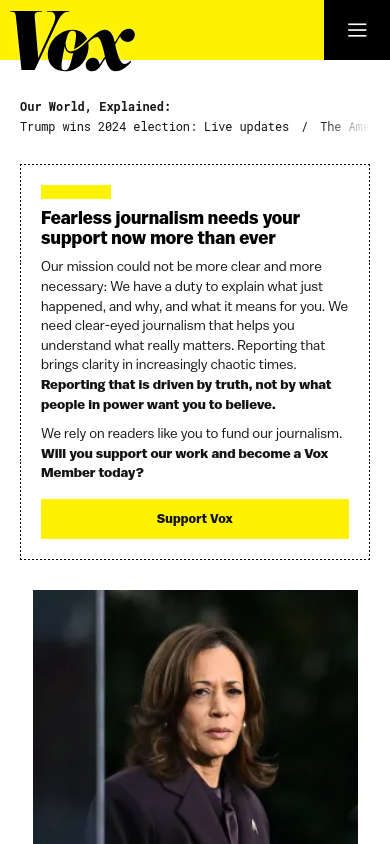 Vox
Our World, Explained:
Trump wins 2024 election: Live updates / The Ame
Fearless journalism needs your
support now more than ever
Our mission could not be more clear and more
necessary: We have a duty to explain what just
happened, and why, and what it means for you. We
need clear-eyed journalism that helps you
understand what really matters. Reporting that
brings clarity in increasingly chaotic times.
Reporting that is driven by truth, not by what
people in power want you to believe.
We rely on readers like you to fund our journalism.
Will you support our work and become a Vox
Member today?
Support Vox